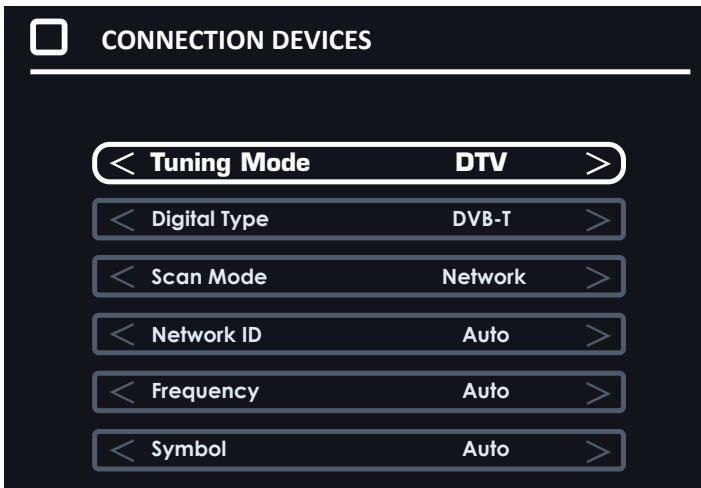 CONNECTION DEVICES
< Tuning Mode DTV >
< Digital Type DVB-T >
< Scan Mode Network >
< Network ID Auto >
< Frequency Auto >
< Symbol Auto >